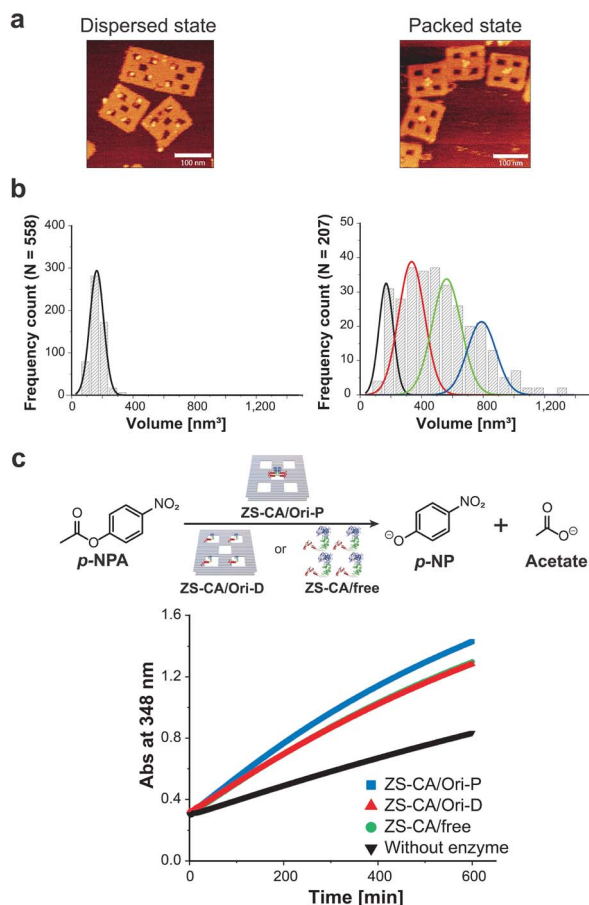 a
Dispersed state
Packed state
100 nm
100 nm
b
Frequency count (N = 558)
400
300
200
100
0
0 400 800 1,200
Volume [nm³]
Frequency count (N = 207)
50
40
30
20
10
0
0 400 800 1,200
Volume [nm³]
c
O
O
NO₂
p-NPA
ZS-CA/Ori-P
or
ZS-CA/Ori-D
ZS-CA/free
NO₂
⊖O
p-NP
+
O
O⊖
Acetate
Abs at 348 nm
1.6
1.2
0.8
0.4
0.0
0 200 400 600
Time [min]
ZS-CA/Ori-P
ZS-CA/Ori-D
ZS-CA/free
Without enzyme